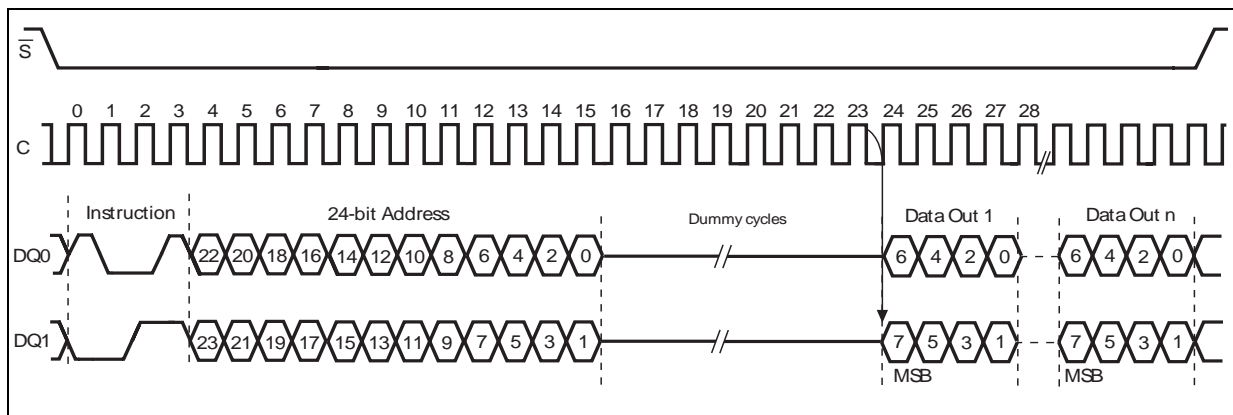 S
0 1 2 3 4 5 6 7 8 9 10 11 12 13 14 15 16 17 18 19 20 21 22 23 24 25 26 27 28
C
Instruction 24-bit Address Dummy cycles Data Out 1 Data Out n
DQ0 22 20 18 16 14 12 10 8 6 4 2 0 6 4 2 0 6 4 2 0
DQ1 23 21 19 17 15 13 11 9 7 5 3 1 7 5 3 1 7 5 3 1
MSB MSB